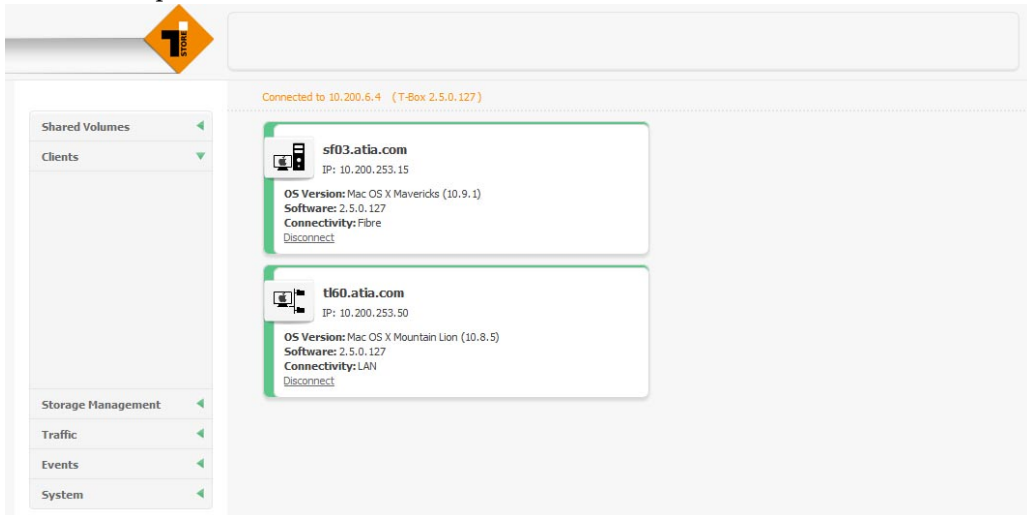 Ti
STORE
Connected to 10.200.6.4 (T-Box 2.5.0.127)
Shared Volumes
Clients
Storage Management
Traffic
Events
System
sf03.atia.com
IP: 10.200.253.15
OS Version: Mac OS X Mavericks (10.9.1)
Software: 2.5.0.127
Connectivity: Fibre
Disconnect
tl60.atia.com
IP: 10.200.253.50
OS Version: Mac OS X Mountain Lion (10.8.5)
Software: 2.5.0.127
Connectivity: LAN
Disconnect